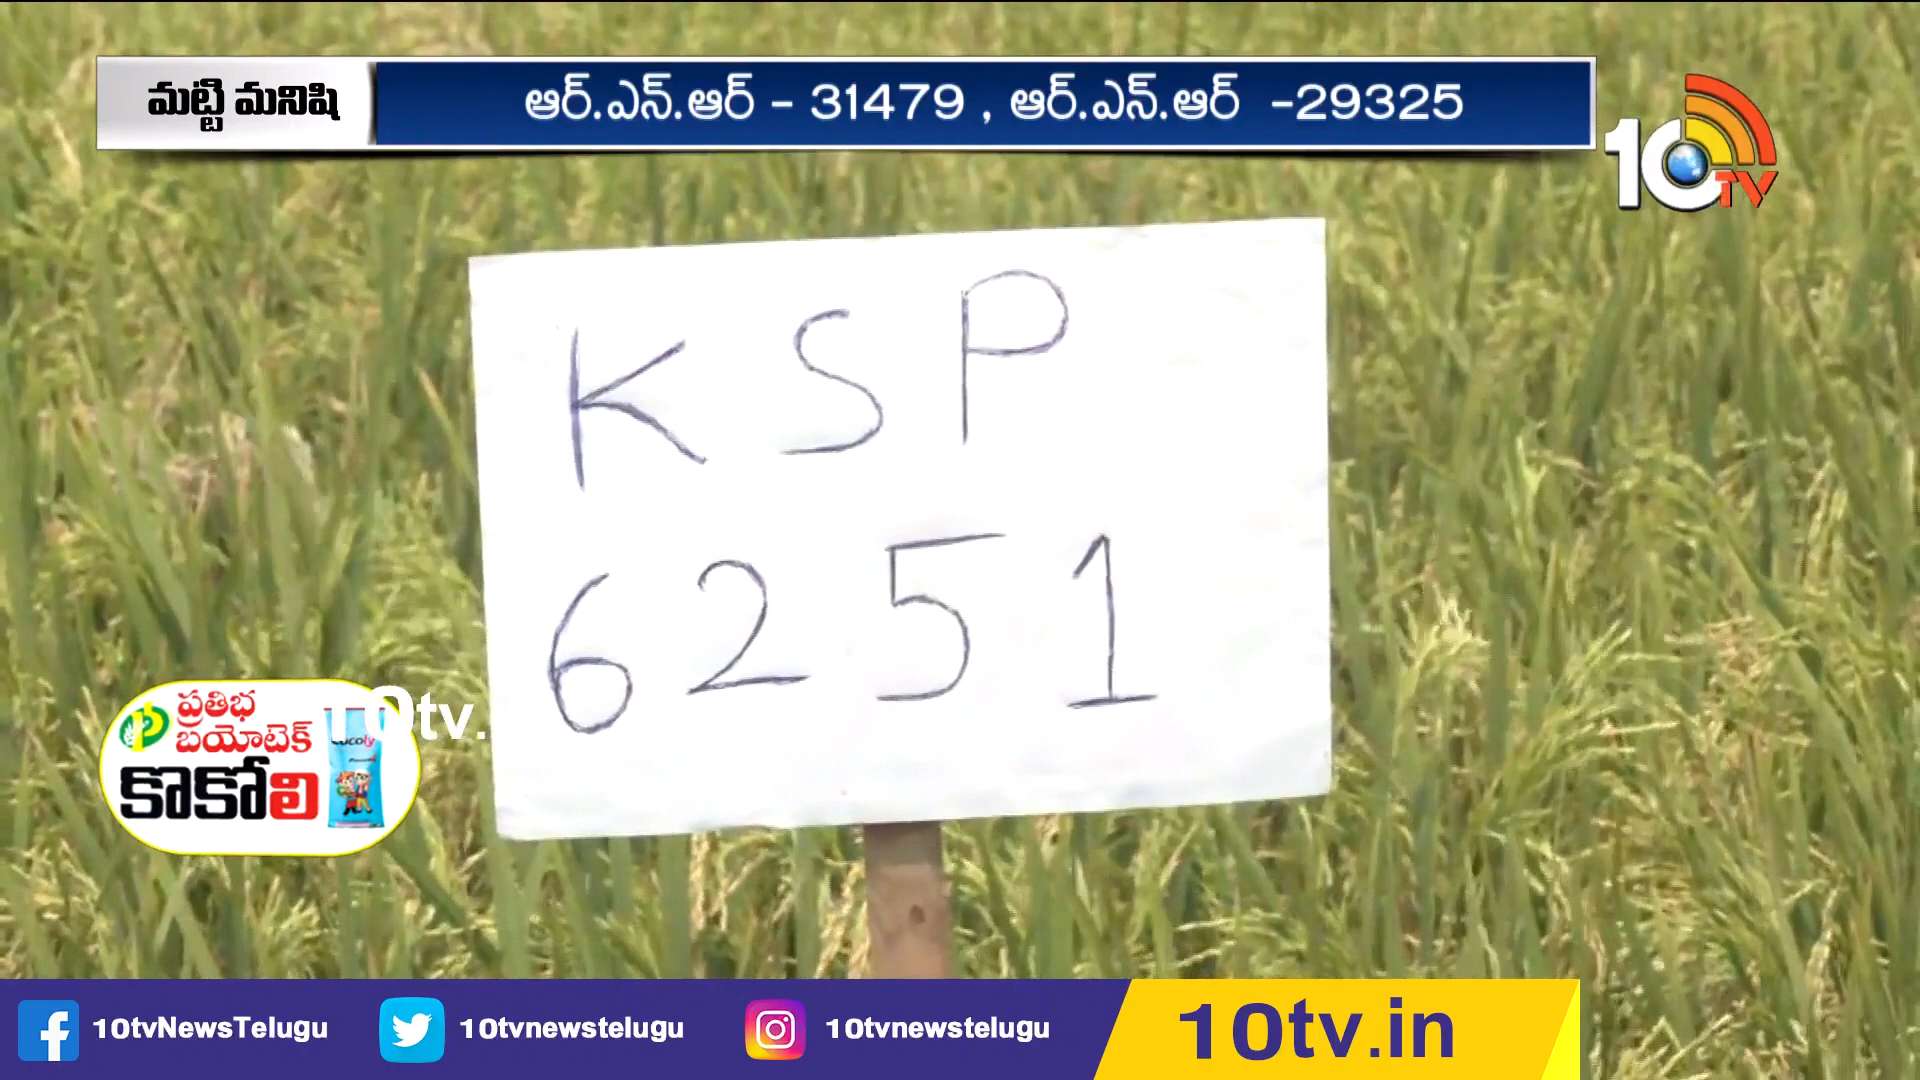 మట్టి మనిషి
ఆర్.ఎన్.ఆర్ - 31479 , ఆర్.ఎన్.ఆర్ -29325
10TV
KSP
6251
ప్రతిభ
బయోటెక్
కొకోలి
10tv.
10tvNewsTelugu
10tvnewstelugu
10tvnewstelugu
10tv.in